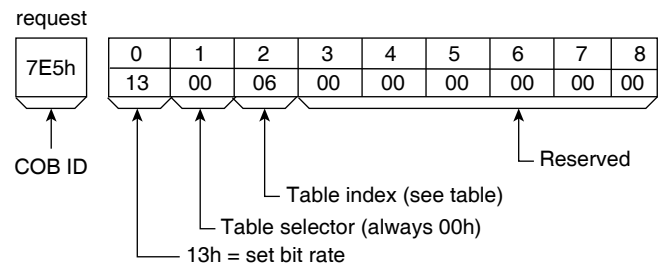 request
7E5h
0 1 2 3 4 5 6 7 8
13 00 06 00 00 00 00 00 00
COB ID
Reserved
Table index (see table)
Table selector (always 00h)
13h = set bit rate